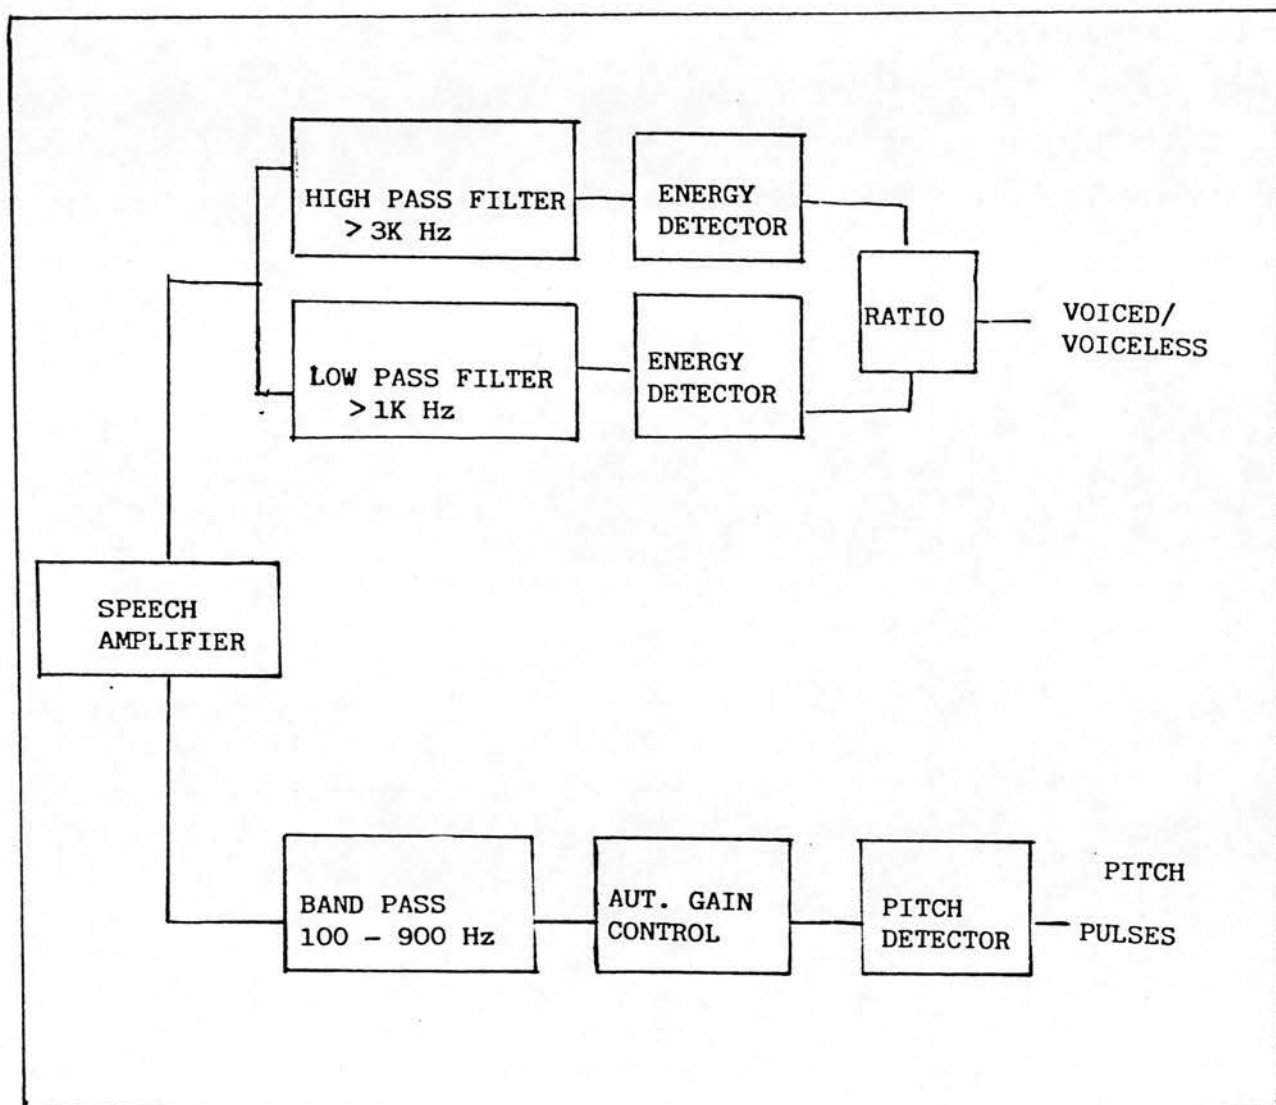 HIGH PASS FILTER
> 3K Hz
ENERGY
DETECTOR
LOW PASS FILTER
> 1K Hz
ENERGY
DETECTOR
RATIO
VOICED/
VOICELESS
SPEECH
AMPLIFIER
BAND PASS
100 – 900 Hz
AUT. GAIN
CONTROL
PITCH
DETECTOR
PITCH
PULSES